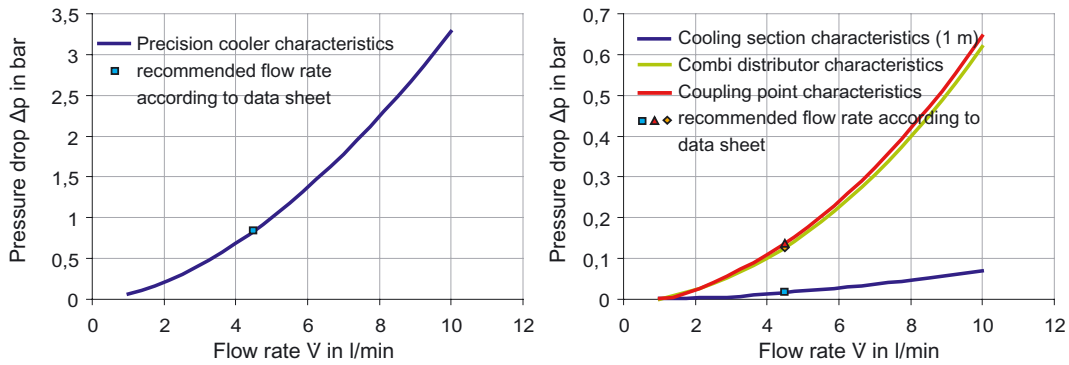 4
3,5
3
2,5
2
1,5
1
0,5
0
0 2 4 6 8 10 12
Pressure drop Δp in bar
Flow rate V̇ in l/min
Precision cooler characteristics
recommended flow rate
according to data sheet
0,7
0,6
0,5
0,4
0,3
0,2
0,1
0
0 2 4 6 8 10 12
Pressure drop Δp in bar
Flow rate V̇ in l/min
Cooling section characteristics (1 m)
Combi distributor characteristics
Coupling point characteristics
recommended flow rate according to
data sheet